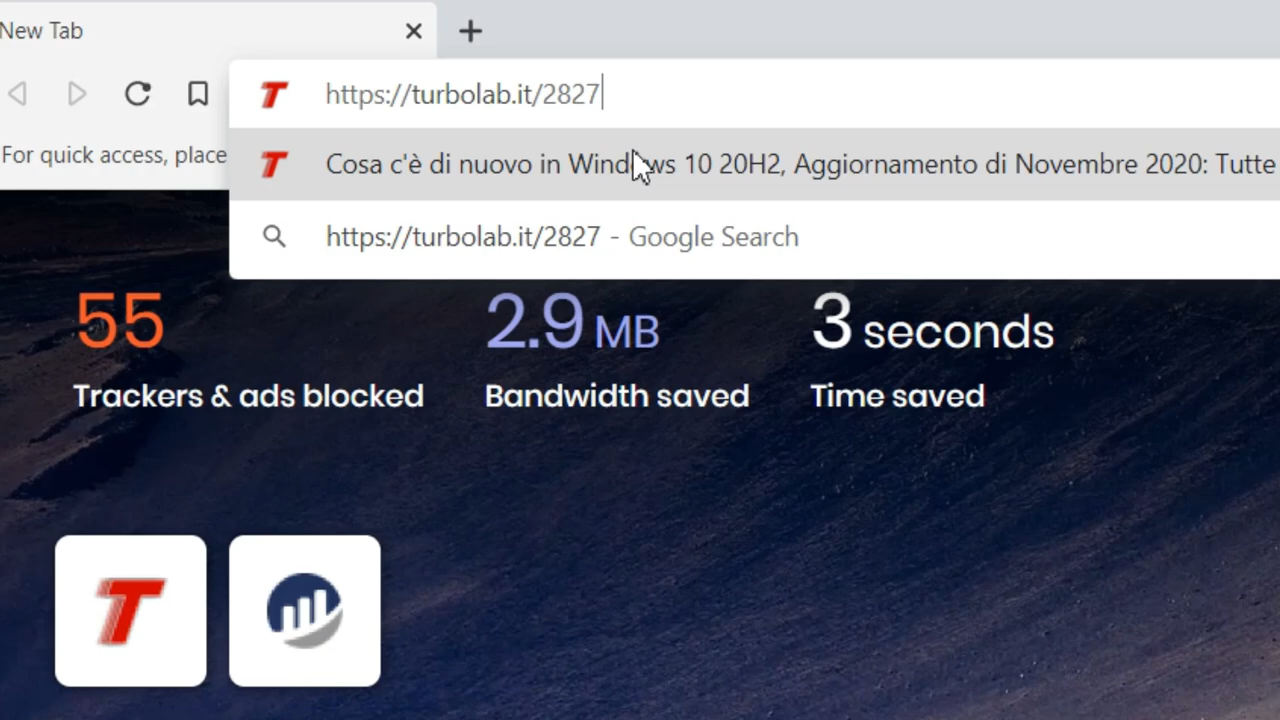 New Tab
https://turbolab.it/2827
For quick access, place
Cosa c'è di nuovo in Windows 10 20H2, Aggiornamento di Novembre 2020: Tutte
https://turbolab.it/2827 - Google Search
55
Trackers & ads blocked
2.9 MB
Bandwidth saved
3 seconds
Time saved